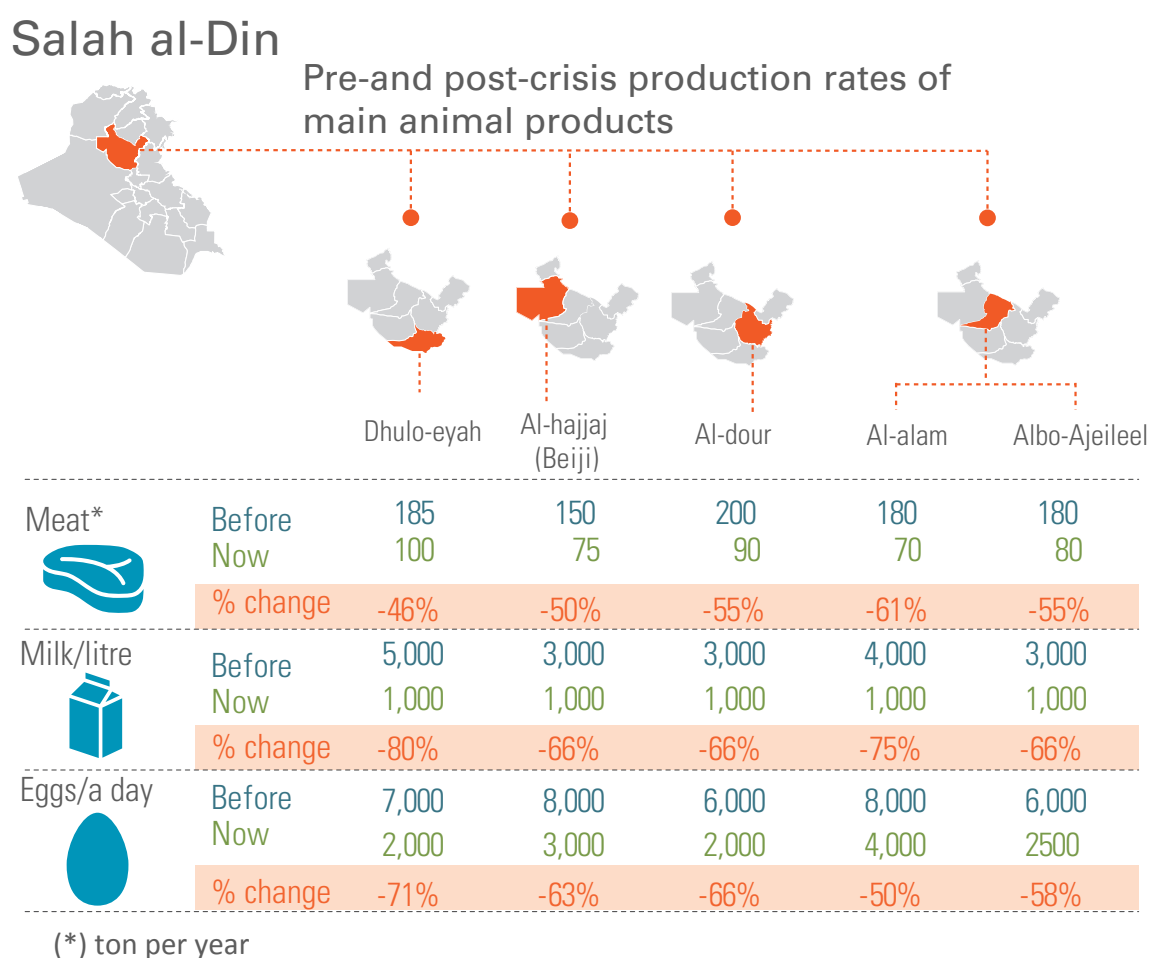 Salah al-Din
Pre-and post-crisis production rates of
main animal products
Dhulo-eyah
Al-hajjaj
(Beiji)
Al-dour
Al-alam
Albo-Ajeileel
Meat*
Before 185 150 200 180 180
Now 100 75 90 70 80
% change -46% -50% -55% -61% -55%
Milk/litre
Before 5,000 3,000 3,000 4,000 3,000
Now 1,000 1,000 1,000 1,000 1,000
% change -80% -66% -66% -75% -66%
Eggs/a day
Before 7,000 8,000 6,000 8,000 6,000
Now 2,000 3,000 2,000 4,000 2500
% change -71% -63% -66% -50% -58%
(*) ton per year